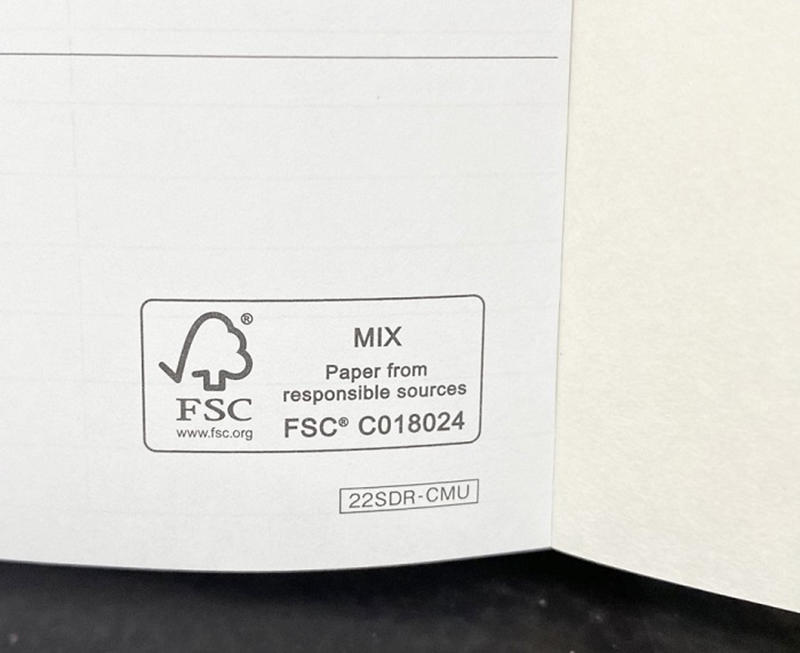 ®
FSC
www.fsc.org
MIX
Paper from
responsible sources
FSC® C018024
22SDR-CMU